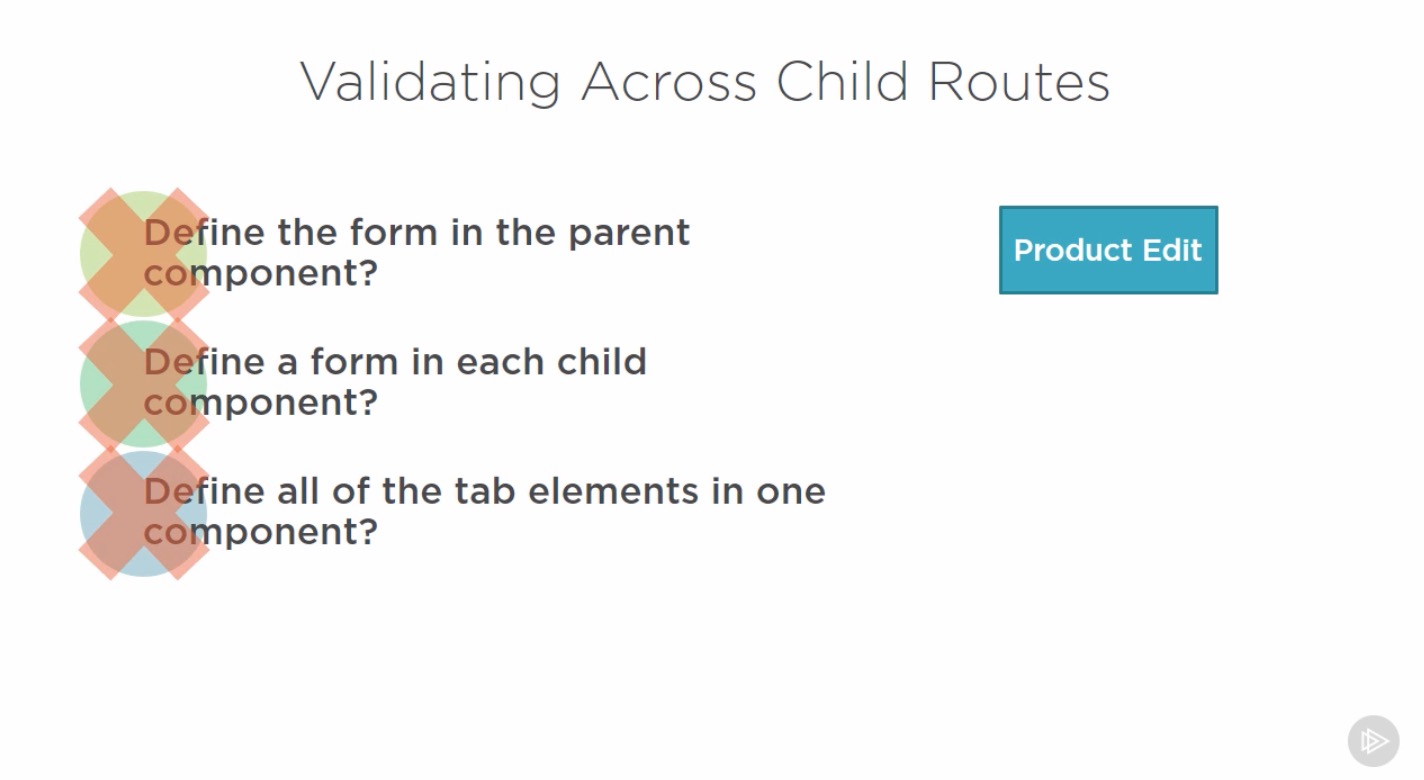 Validating Across Child Routes
Define the form in the parent
component?
Product Edit
Define a form in each child
component?
Define all of the tab elements in one
component?